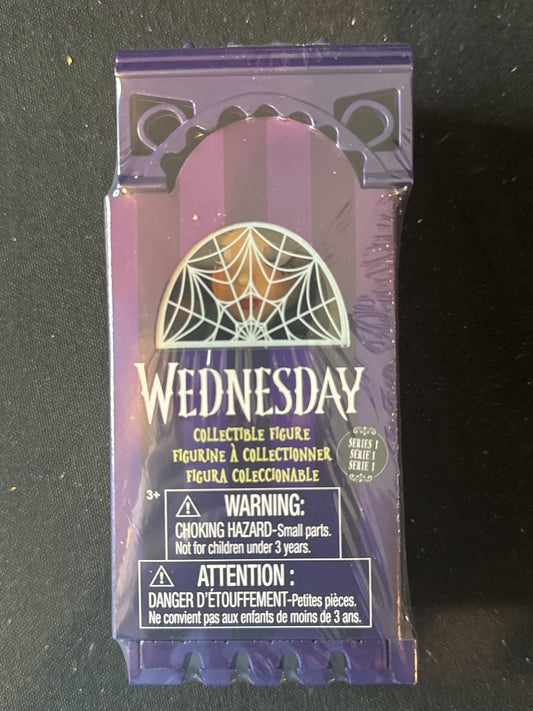 WEDNESDAY
COLLECTIBLE FIGURE
FIGURINE À COLLECTIONNER
FIGURA COLECCIONABLE
SERIES 1
SÉRIE 1
SERIE 1
3+
WARNING:
CHOKING HAZARD-Small parts.
Not for children under 3 years.
ATTENTION :
DANGER D'ÉTOUFFEMENT-Petites pièces.
Ne convient pas aux enfants de moins de 3 ans.